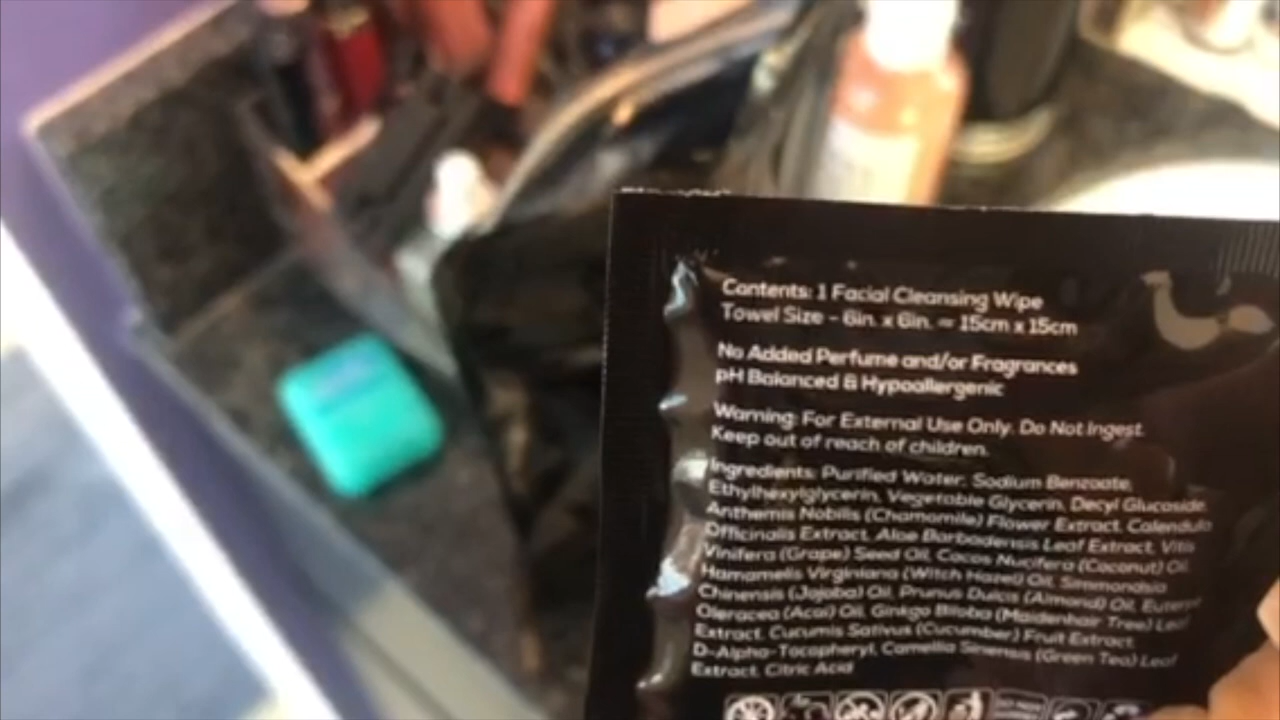 Contents: 1 Facial Cleansing Wipe
Towel Size - 6in. x 6in. ≈ 15cm x 15cm
No Added Perfume and/or Fragrances
pH Balanced & Hypoallergenic
Warning: For External Use Only. Do Not Ingest.
Keep out of reach of children.
Ingredients: Purified Water, Sodium Benzoate,
Ethylhexylglycerin, Vegetable Glycerin, Decyl Glucoside,
Anthemis Nobilis (Chamomile) Flower Extract, Calendula
Officinalis Extract, Aloe Barbadensis Leaf Extract, Vitis
Vinifera (Grape) Seed Oil, Cocos Nucifera (Coconut) Oil,
Hamamelis Virginiana (Witch Hazel) Oil, Simmondsia
Chinensis (Jojoba) Oil, Prunus Dulcis (Almond) Oil, Euterpe
Oleracea (Acai) Oil, Ginkgo Biloba (Maidenhair Tree) Leaf
Extract, Cucumis Sativus (Cucumber) Fruit Extract,
D-Alpha-Tocopheryl, Camellia Sinensis (Green Tea) Leaf
Extract, Citric Acid